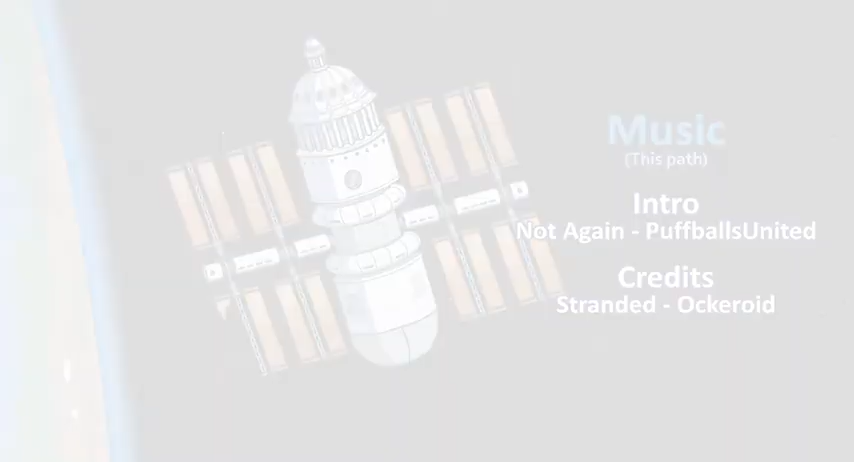 Music
(This path)
Intro
Not Again - PuffballsUnited
Credits
Stranded - Ockeroid